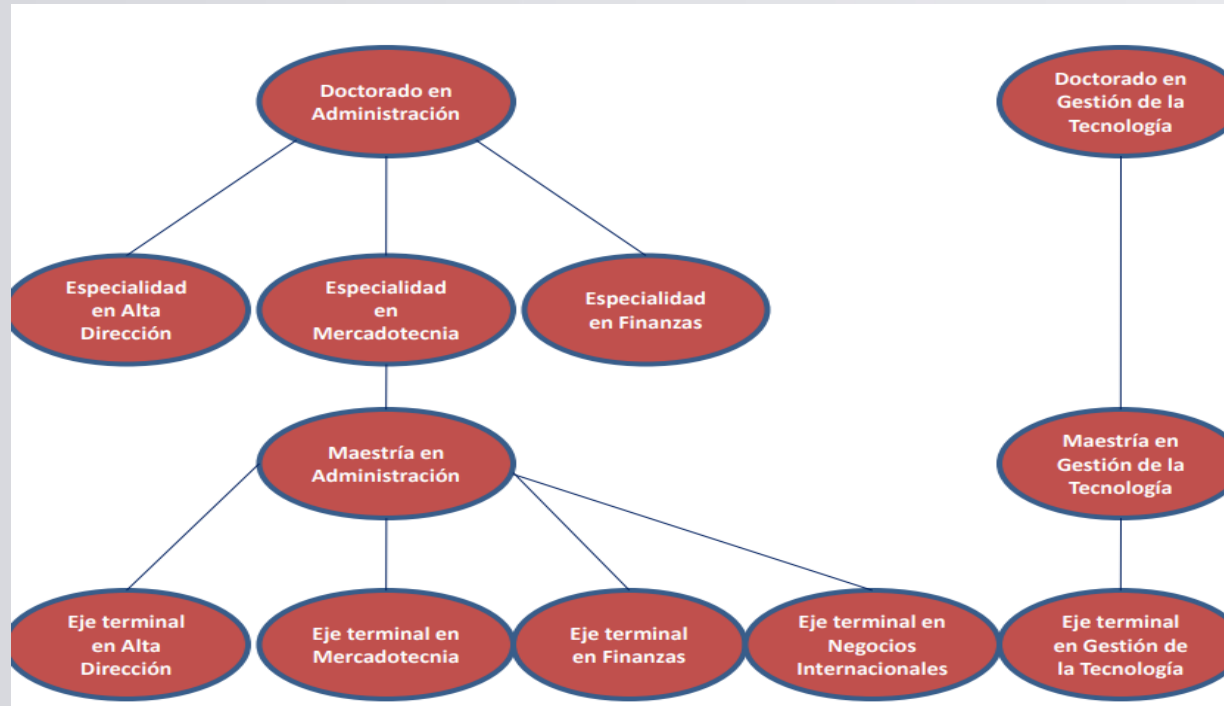 Doctorado en
Administración
Doctorado en
Gestión de la
Tecnología
Especialidad
en Alta
Dirección
Especialidad
en
Mercadotecnia
Especialidad
en Finanzas
Maestría en
Administración
Maestría en
Gestión de la
Tecnología
Eje terminal
en Alta
Dirección
Eje terminal en
Mercadotecnia
Eje terminal
en Finanzas
Eje terminal en
Negocios
Internacionales
Eje terminal
en Gestión de
la Tecnología